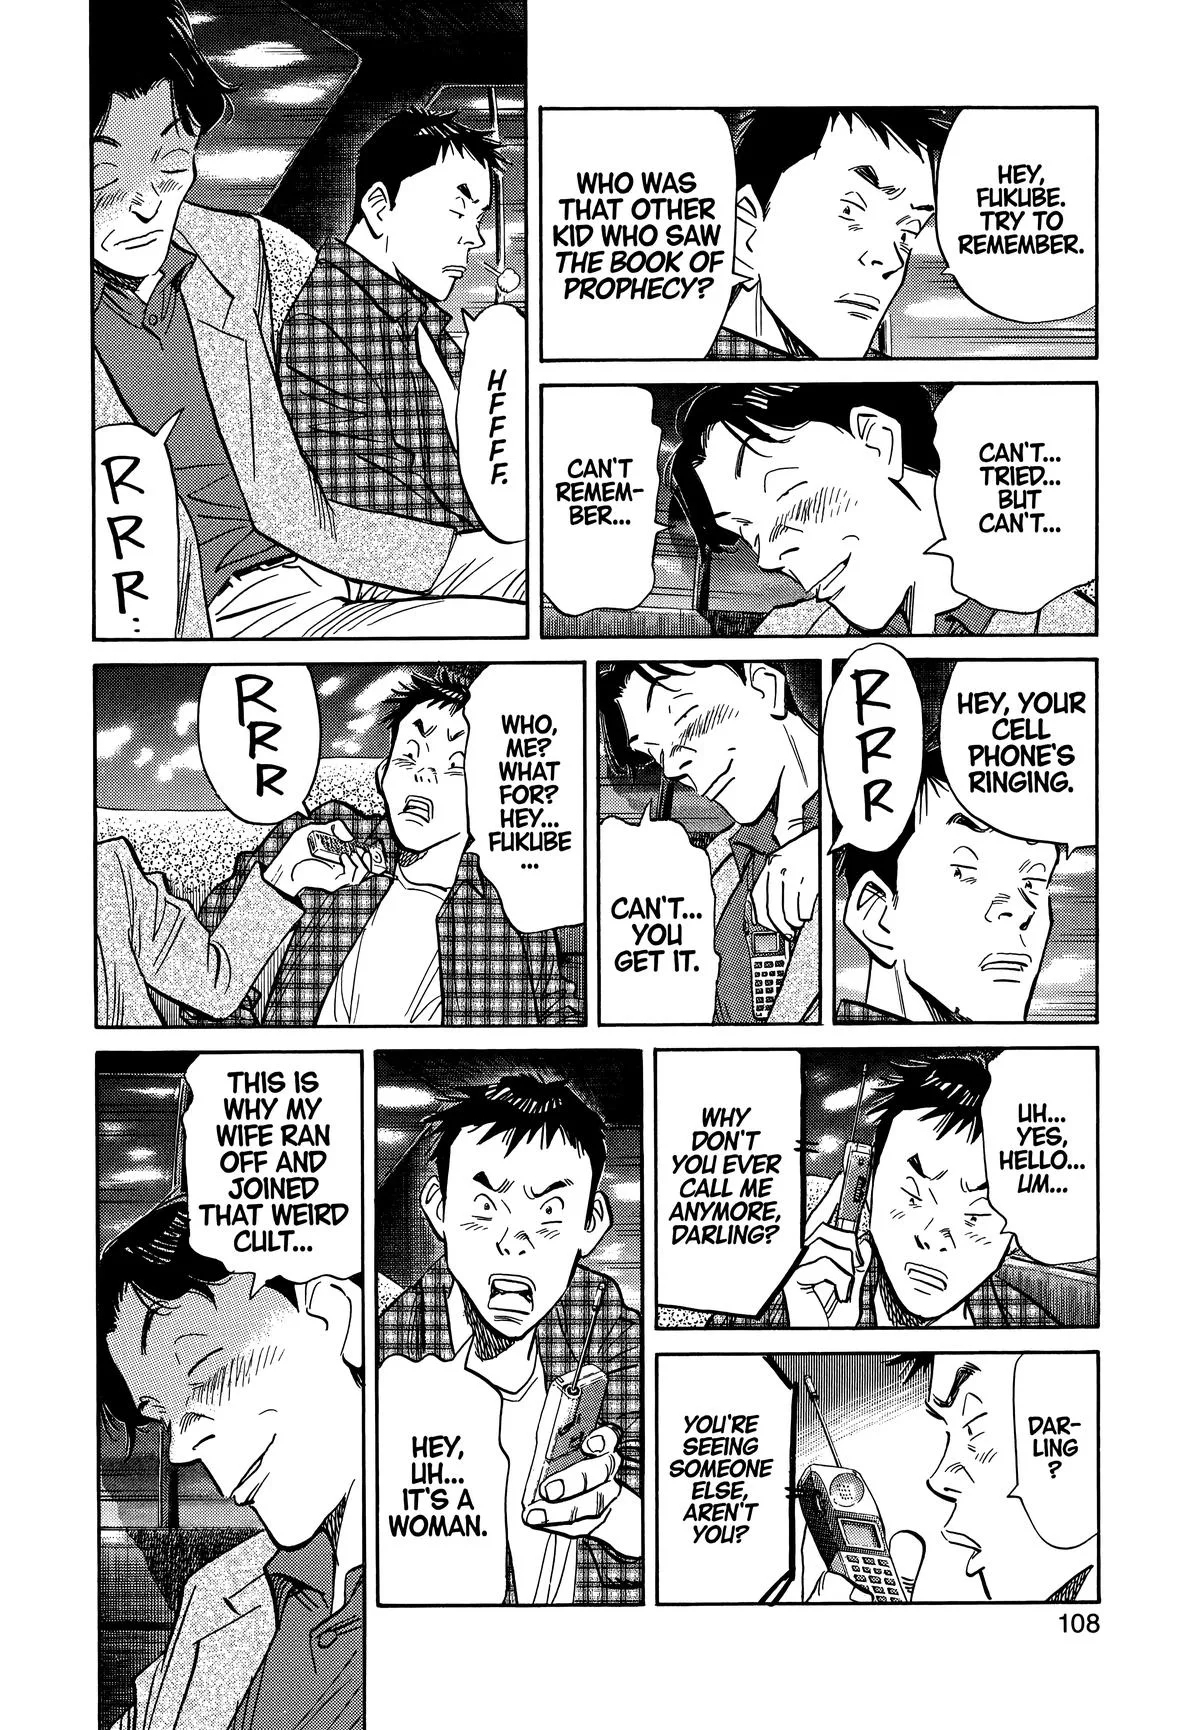 HEY,
FUKUBE.
TRY TO
REMEMBER.
WHO WAS
THAT OTHER
KID WHO SAW
THE BOOK OF
PROPHECY?
CAN'T...
TRIED...
BUT
CAN'T...
CAN'T
REMEM-
BER...
HFFF.
RRR...
HEY, YOUR
CELL
PHONE'S
RINGING.
RRR
CAN'T...
YOU
GET IT.
WHO,
ME?
WHAT
FOR?
HEY...
FUKUBE
...
RRR
UH...
YES,
HELLO...
UM...
WHY
DON'T
YOU EVER
CALL ME
ANYMORE,
DARLING?
DAR-
LING
?
YOU'RE
SEEING
SOMEONE
ELSE,
AREN'T
YOU?
HEY,
UH...
IT'S A
WOMAN.
THIS IS
WHY MY
WIFE RAN
OFF AND
JOINED
THAT WEIRD
CULT...
108